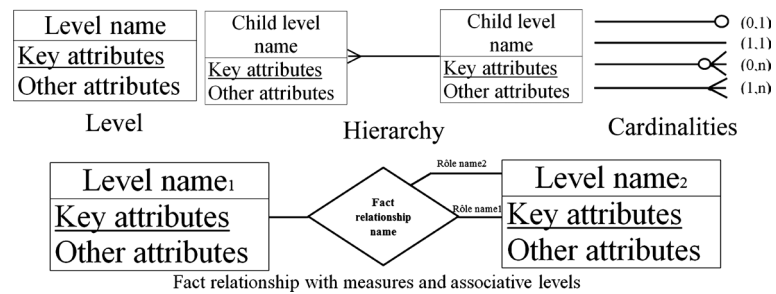 Level name
Key attributes
Other attributes
Level
Child level
name
Key attributes
Other attributes
Child level
name
Key attributes
Other attributes
Hierarchy
(0,1)
(1,1)
(0,n)
(1,n)
Cardinalities
Level name1
Key attributes
Other attributes
Fact
relationship
name
Rôle name2
Rôle name1
Level name2
Key attributes
Other attributes
Fact relationship with measures and associative levels